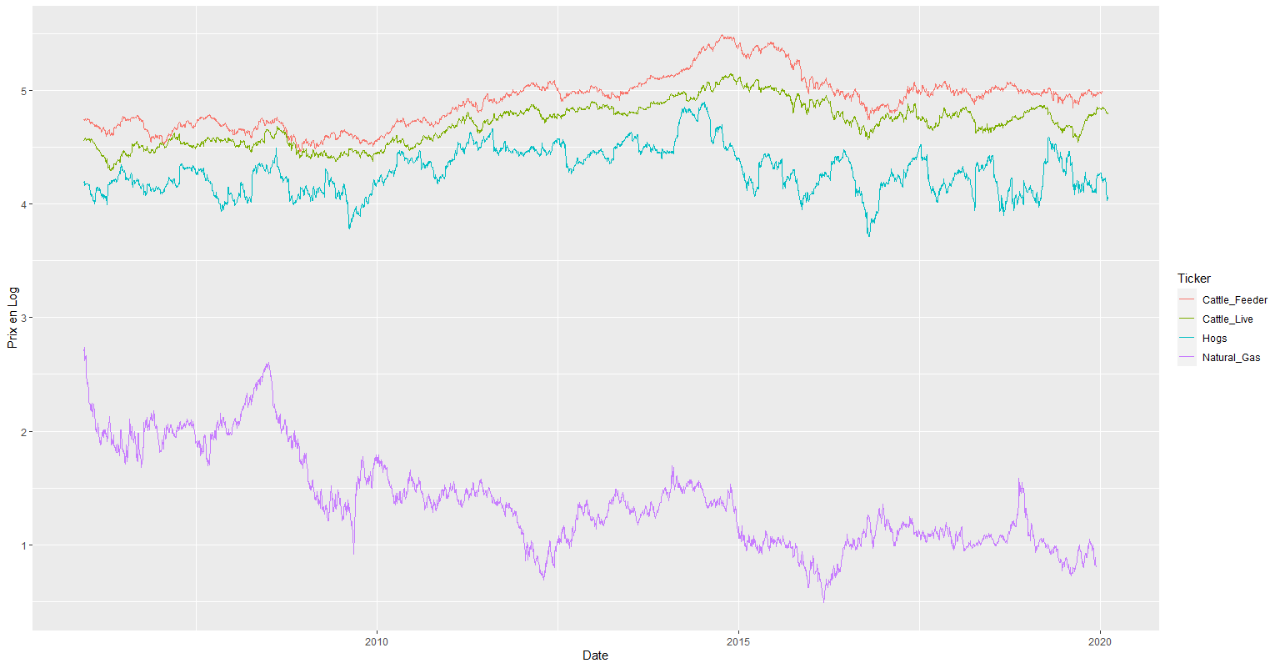 5
4
3
2
1
Prix en Log
2010
2015
2020
Date
Ticker
Cattle_Feeder
Cattle_Live
Hogs
Natural_Gas